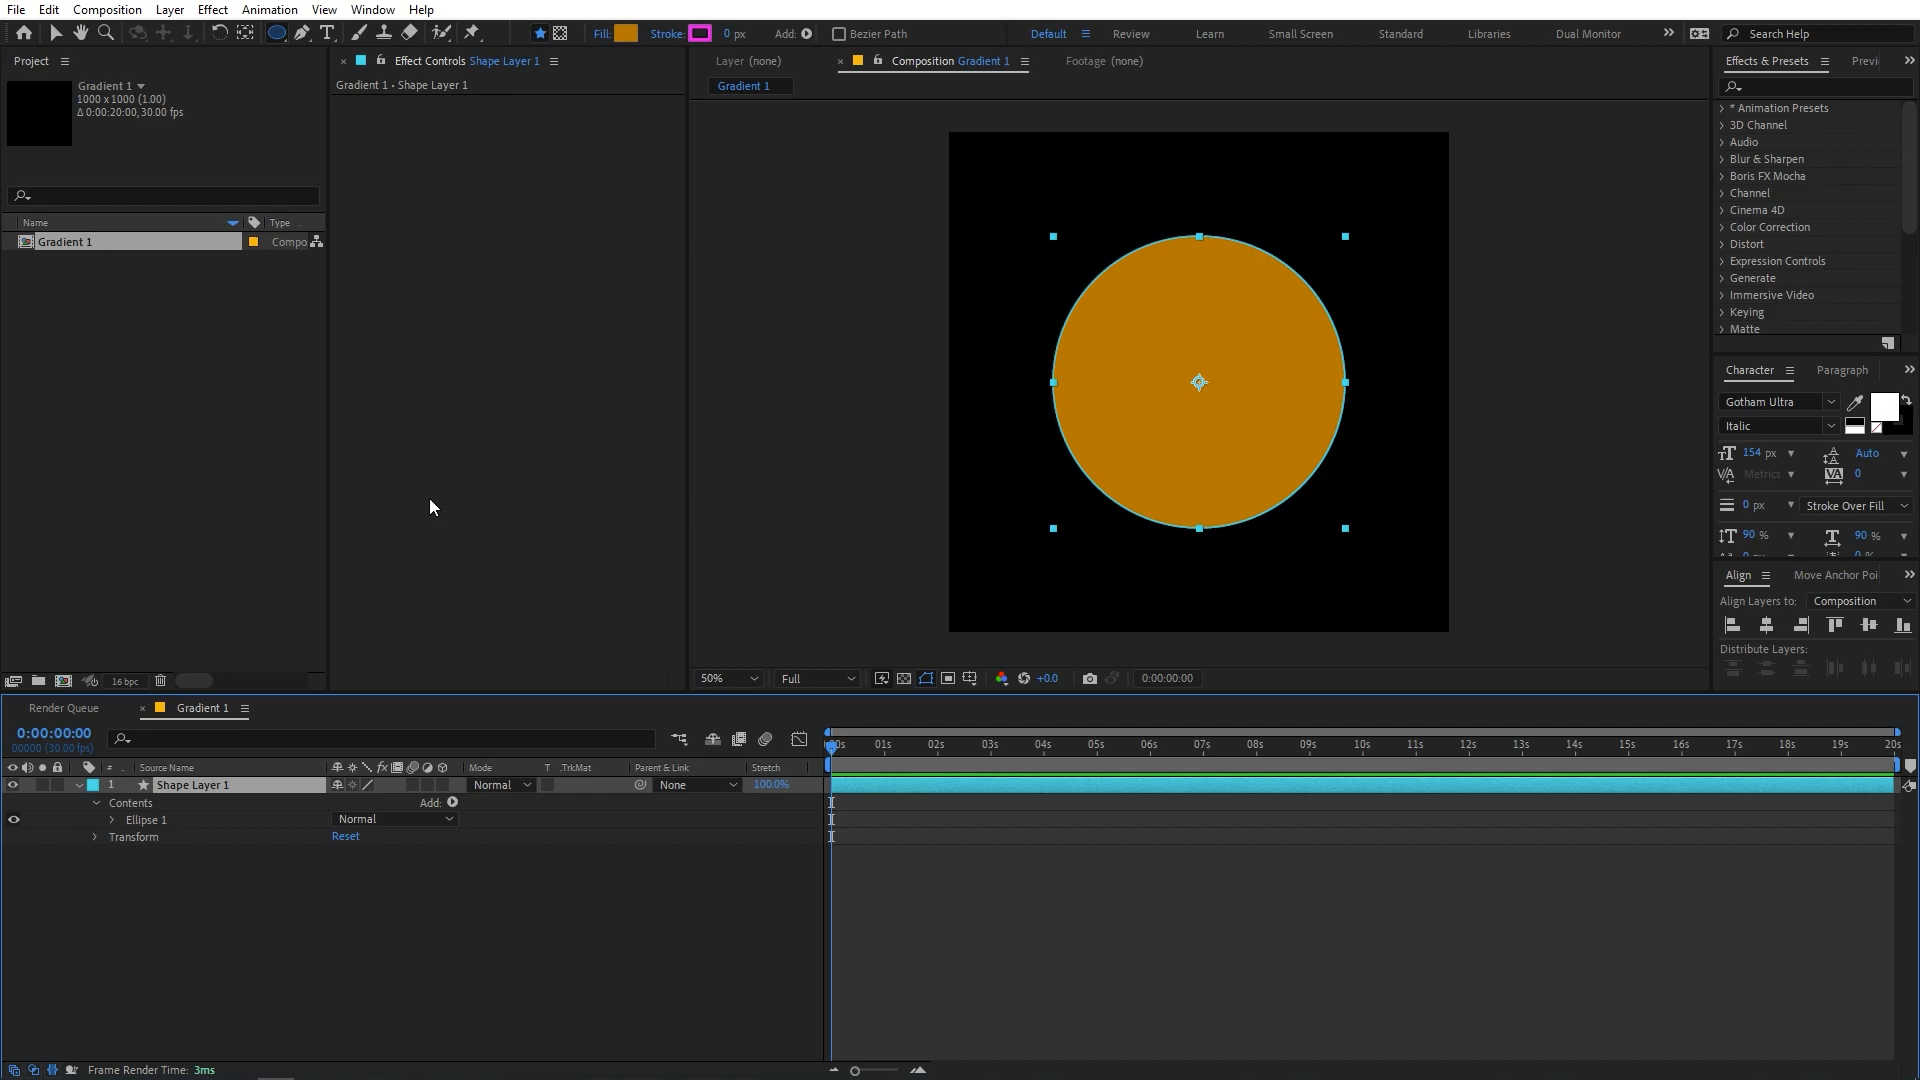 File Edit Composition Layer Effect Animation View Window Help
Fill: Stroke: 0 px Add: Bezier Path Default Review Learn Small Screen Standard Libraries Dual Monitor Search Help
Project
Gradient 1
1000 x 1000 (1.00)
Δ 0:00:20:00, 30.00 fps
Name Type
Gradient 1 Compo
16 bpc
Effect Controls Shape Layer 1
Gradient 1 • Shape Layer 1
Layer (none) Composition Gradient 1 Footage (none)
Gradient 1
50% Full +0.0 0:00:00:00
Effects & Presets Previ
* Animation Presets
3D Channel
Audio
Blur & Sharpen
Boris FX Mocha
Channel
Cinema 4D
Color Correction
Distort
Expression Controls
Generate
Immersive Video
Keying
Matte
Character Paragraph
Gotham Ultra
Italic
154 px Auto
Metrics 0
0 px Stroke Over Fill
90 % 90 %
Align Move Anchor Poi
Align Layers to: Composition
Distribute Layers:
Render Queue Gradient 1
0:00:00:00
00000 (30.00 fps)
# Source Name Mode T .TrkMat Parent & Link Stretch
1 Shape Layer 1 Normal None 100.0%
Contents Add:
Ellipse 1 Normal
Transform Reset
00s 01s 02s 03s 04s 05s 06s 07s 08s 09s 10s 11s 12s 13s 14s 15s 16s 17s 18s 19s 20s
Frame Render Time: 3ms